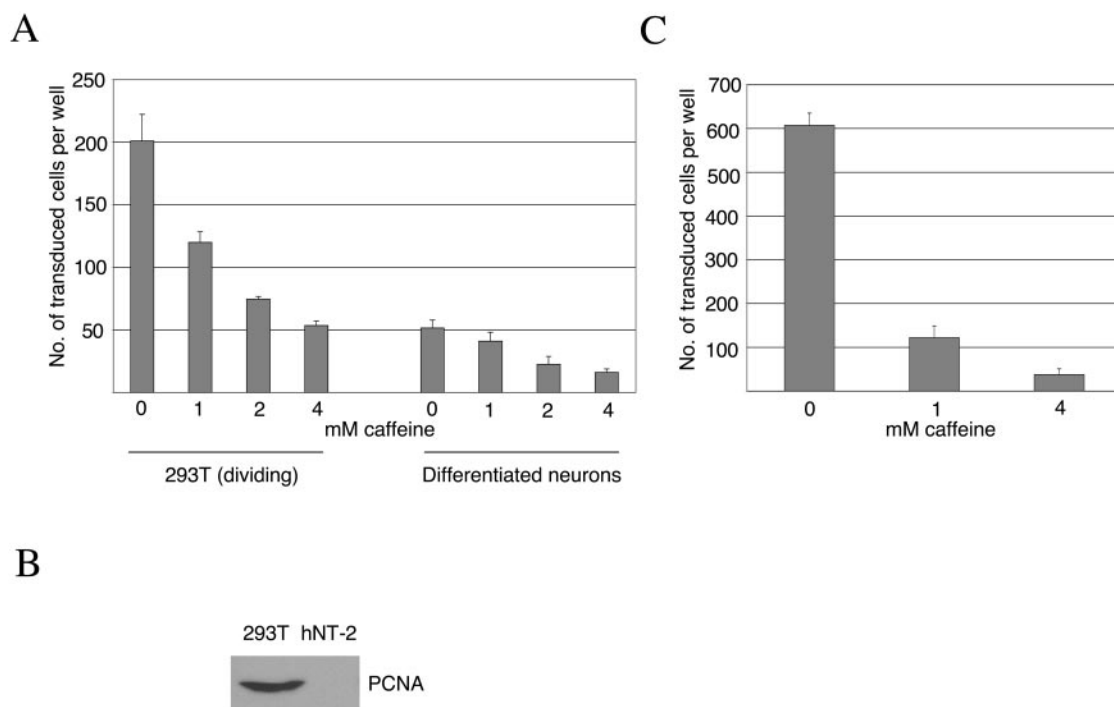 A
No. of transduced cells per well
250
200
150
100
50
0 1 2 4 0 1 2 4
mM caffeine
293T (dividing) Differentiated neurons
C
No. of transduced cells per well
700
600
500
400
300
200
100
0 1 4
mM caffeine
B
293T hNT-2
PCNA